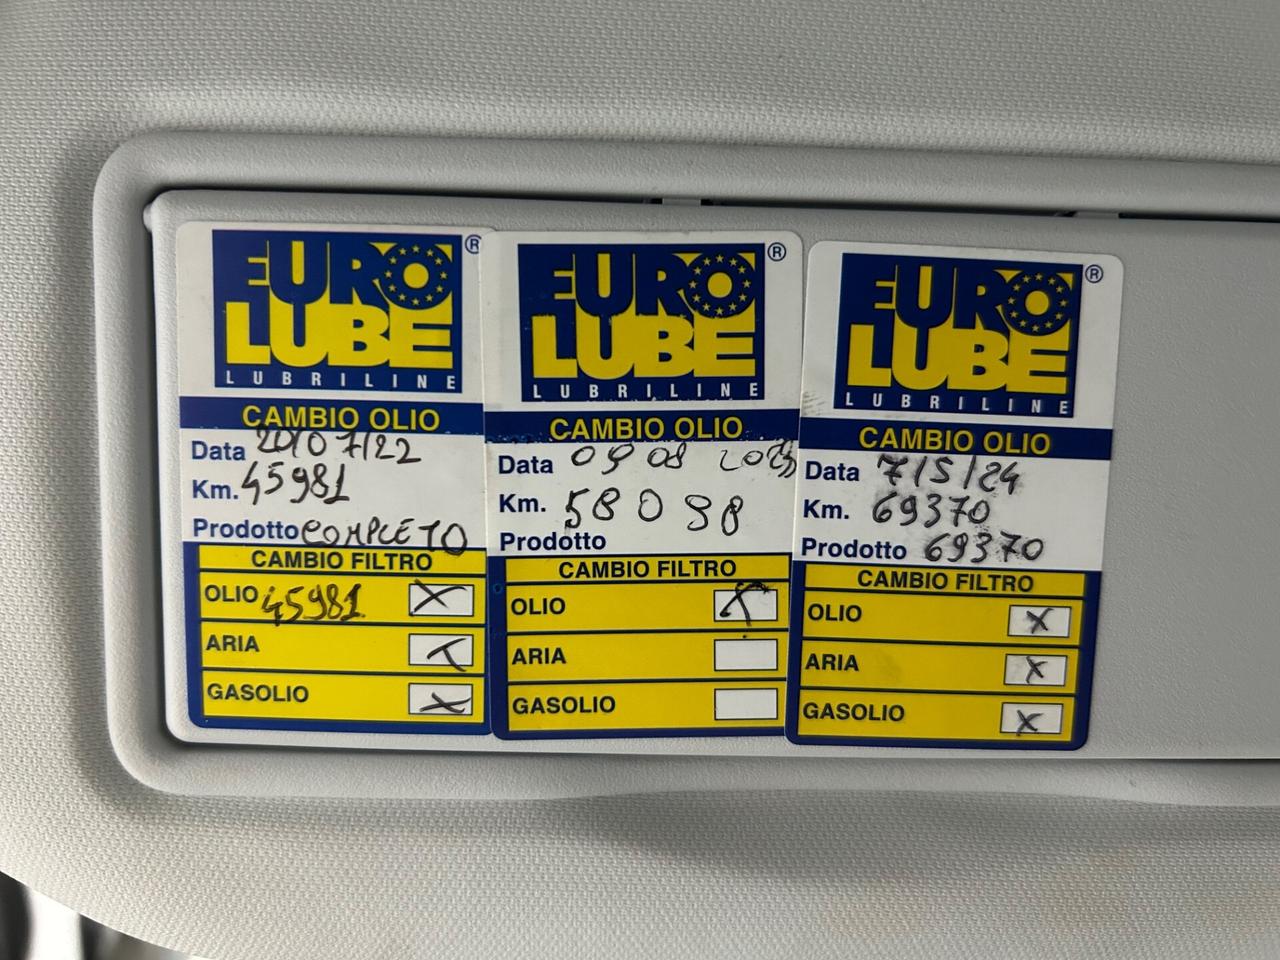 EURO
LUBE
®
LUBRILINE
CAMBIO OLIO
Data 20/07/22
Km. 45981
Prodotto COMPLETO
CAMBIO FILTRO
OLIO 45981 X
ARIA X
GASOLIO X
EURO
LUBE
®
LUBRILINE
CAMBIO OLIO
Data 09 08 2023
Km. 58098
Prodotto
CAMBIO FILTRO
OLIO X
ARIA
GASOLIO
EURO
LUBE
®
LUBRILINE
CAMBIO OLIO
Data 7/5/24
Km. 69370
Prodotto 69370
CAMBIO FILTRO
OLIO X
ARIA X
GASOLIO X